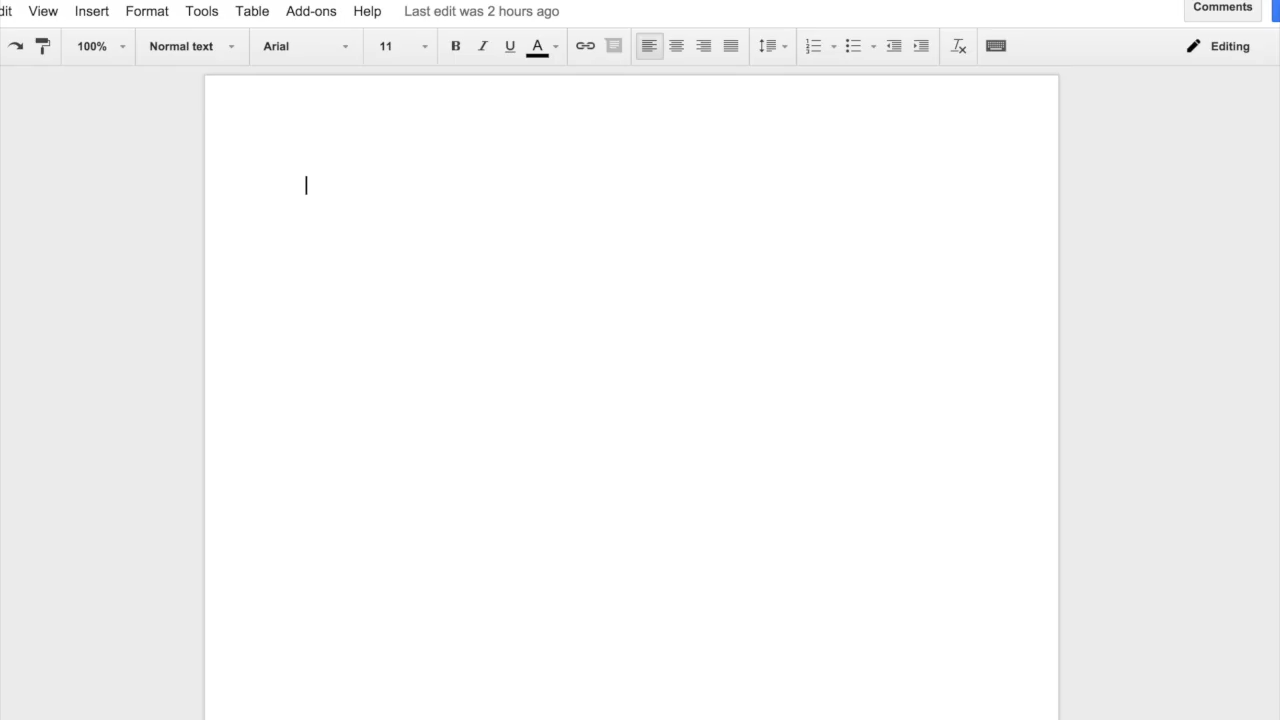 dit View Insert Format Tools Table Add-ons Help Last edit was 2 hours ago Comments
100% Normal text Arial 11 B I U A Editing